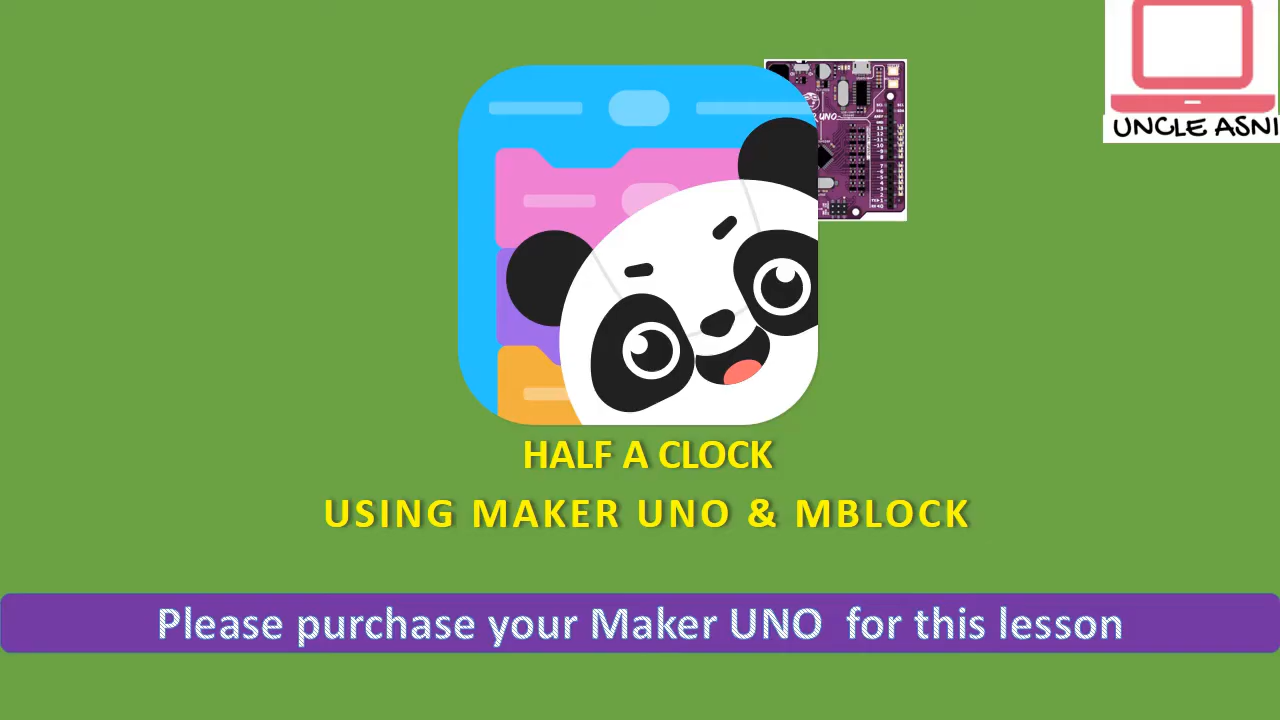 UNCLE ASNI
HALF A CLOCK
USING MAKER UNO & MBLOCK
Please purchase your Maker UNO for this lesson